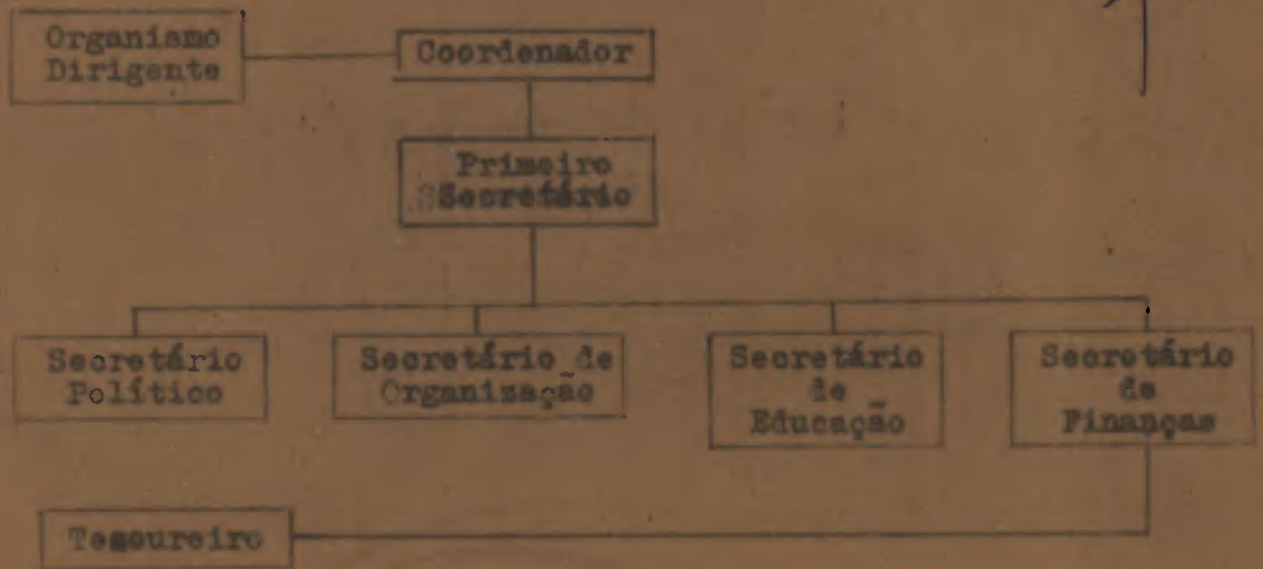 Organismo
Dirigente
Coordenador
Primeiro
Secretário
Secretário
Político
Secretário de
Organização
Secretário
de
Educação
Secretário
de
Finanças
Tesoureiro